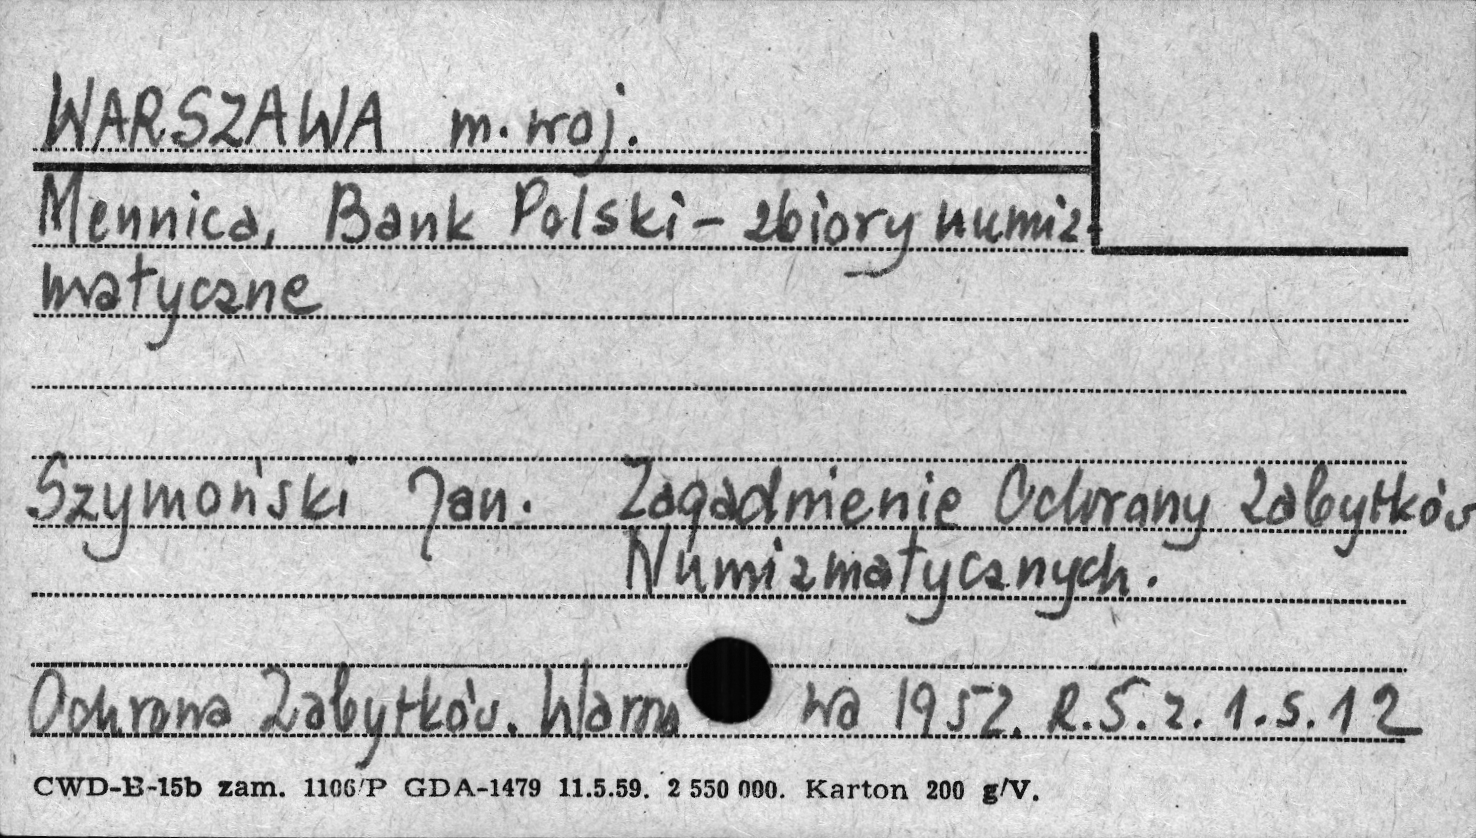 WARSZAWA m. woj.
Mennica, Bank Polski – zbiory numiz-
matyczne
Szymoński Jan. Zagadnienie Ochrony Zabytków
Numizmatycznych.
Ochrona Zabytków. Warsza wa 1952. R.5. z. 1. s. 12
CWD-E-15b zam. 1106/P GDA-1479 11.5.59. 2 550 000. Karton 200 g/V.